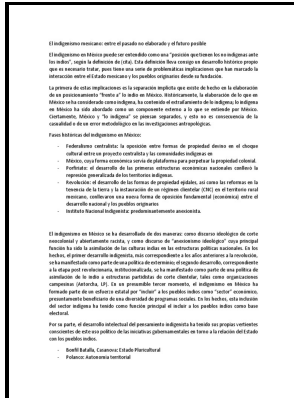 El indigenismo mexicano: entre el pasado no elaborado y el futuro posible
El indigenismo en México puede ser entendido como una "posición que tienen los no indígenas ante
los indios", según la definición de (cita). Esta definición lleva consigo un desarrollo histórico propio
que es necesario tratar, pues tiene una serie de problemáticas implicaciones que han marcado la
interacción entre el Estado mexicano y los pueblos originarios desde su fundación.
La primera de estas implicaciones es la separación implícita que existe de hecho en la elaboración
de un posicionamiento "frente a" lo indio en México. Históricamente, la elaboración de lo que en
México se ha considerado como indígena, ha contenido el extrañamiento de lo indígena; lo indígena
en México ha sido abordado como un componente externo a lo que se entiende por México.
Ciertamente, México y "lo indígena" se piensan separados, y esto no es consecuencia de la
casualidad o de un error metodológico en las investigaciones antropológicas.
Fases históricas del indigenismo en México:
- Federalismo centralista: la oposición entre formas de propiedad devino en el choque
cultural entre un proyecto centralista y las comunidades indígenas en
- México, cuya forma económica servía de plataforma para perpetuar la propiedad colonial.
- Porfiriato: el desarrollo de las primeras estructuras económicas nacionales conllevó la
represión generalizada de los territorios indígenas.
- Revolución: el desarrollo de las formas de propiedad ejidales, así como las reformas en la
tenencia de la tierra y la instauración de un régimen clientelar (CNC) en el territorio rural
mexicano, conllevaron una nueva forma de oposición fundamental (económica) entre el
desarrollo nacional y los pueblos originarios
- Instituto Nacional Indigenista: predominantemente anexionista.
El indigenismo en México se ha desarrollado de dos maneras: como discurso ideológico de corte
neocolonial y abiertamente racista, y como discurso de "anexionismo ideológico" cuya principal
función ha sido la asimilación de las culturas indias en las estructuras políticas nacionales. En los
hechos, el primer desarrollo indigenista, mas correspondiente a los años anteriores a la revolución,
se ha manifestado como parte de una política de exterminio; el segundo desarrollo, correspondiente
a la etapa post revolucionaria, institucionalizada, se ha manifestado como parte de una política de
asimilación de lo indio a estructuras partidistas de corte clientelar, tales como organizaciones
campesinas (Antorcha, LP). En un presumible tercer momento, el indigenismo en México ha
formado parte de un esfuerzo estatal por "incluir" a los pueblos indios como "sector" económico,
presuntamente beneficiario de una diversidad de programas sociales. En los hechos, esta inclusión
del sector indígena ha tenido como función principal el incluir a los pueblos indios como base
electoral.
Por su parte, el desarrollo intelectual del pensamiento indigenista ha tenido sus propias vertientes
conscientes de este uso político de las iniciativas gubernamentales en torno a la relación del Estado
con los pueblos indios.
- Bonfil Batalla, Casanova: Estado Pluricultural
- Polanco: Autonomía territorial